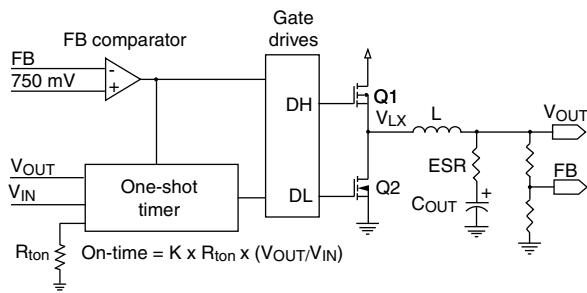 Gate
drives
FB comparator
FB
750 mV
-
+
DH
Q1
VLX
L
VOUT
ESR
FB
VOUT
VIN
One-shot
timer
DL
Q2
COUT
+
Rton
On-time = K x Rton x (VOUT/VIN)